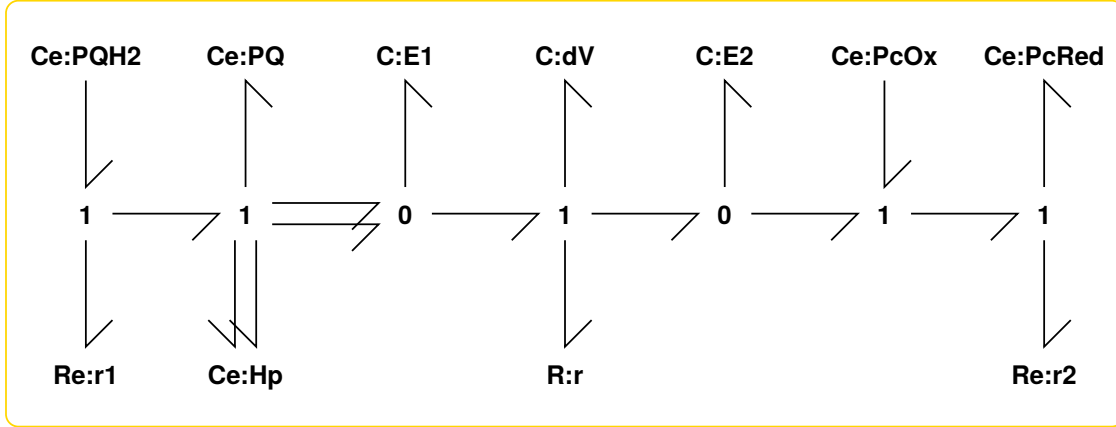 Ce:PQH2 Ce:PQ C:E1 C:dV C:E2 Ce:PcOx Ce:PcRed
1 1 0 1 0 1 1
Re:r1 Ce:Hp R:r Re:r2